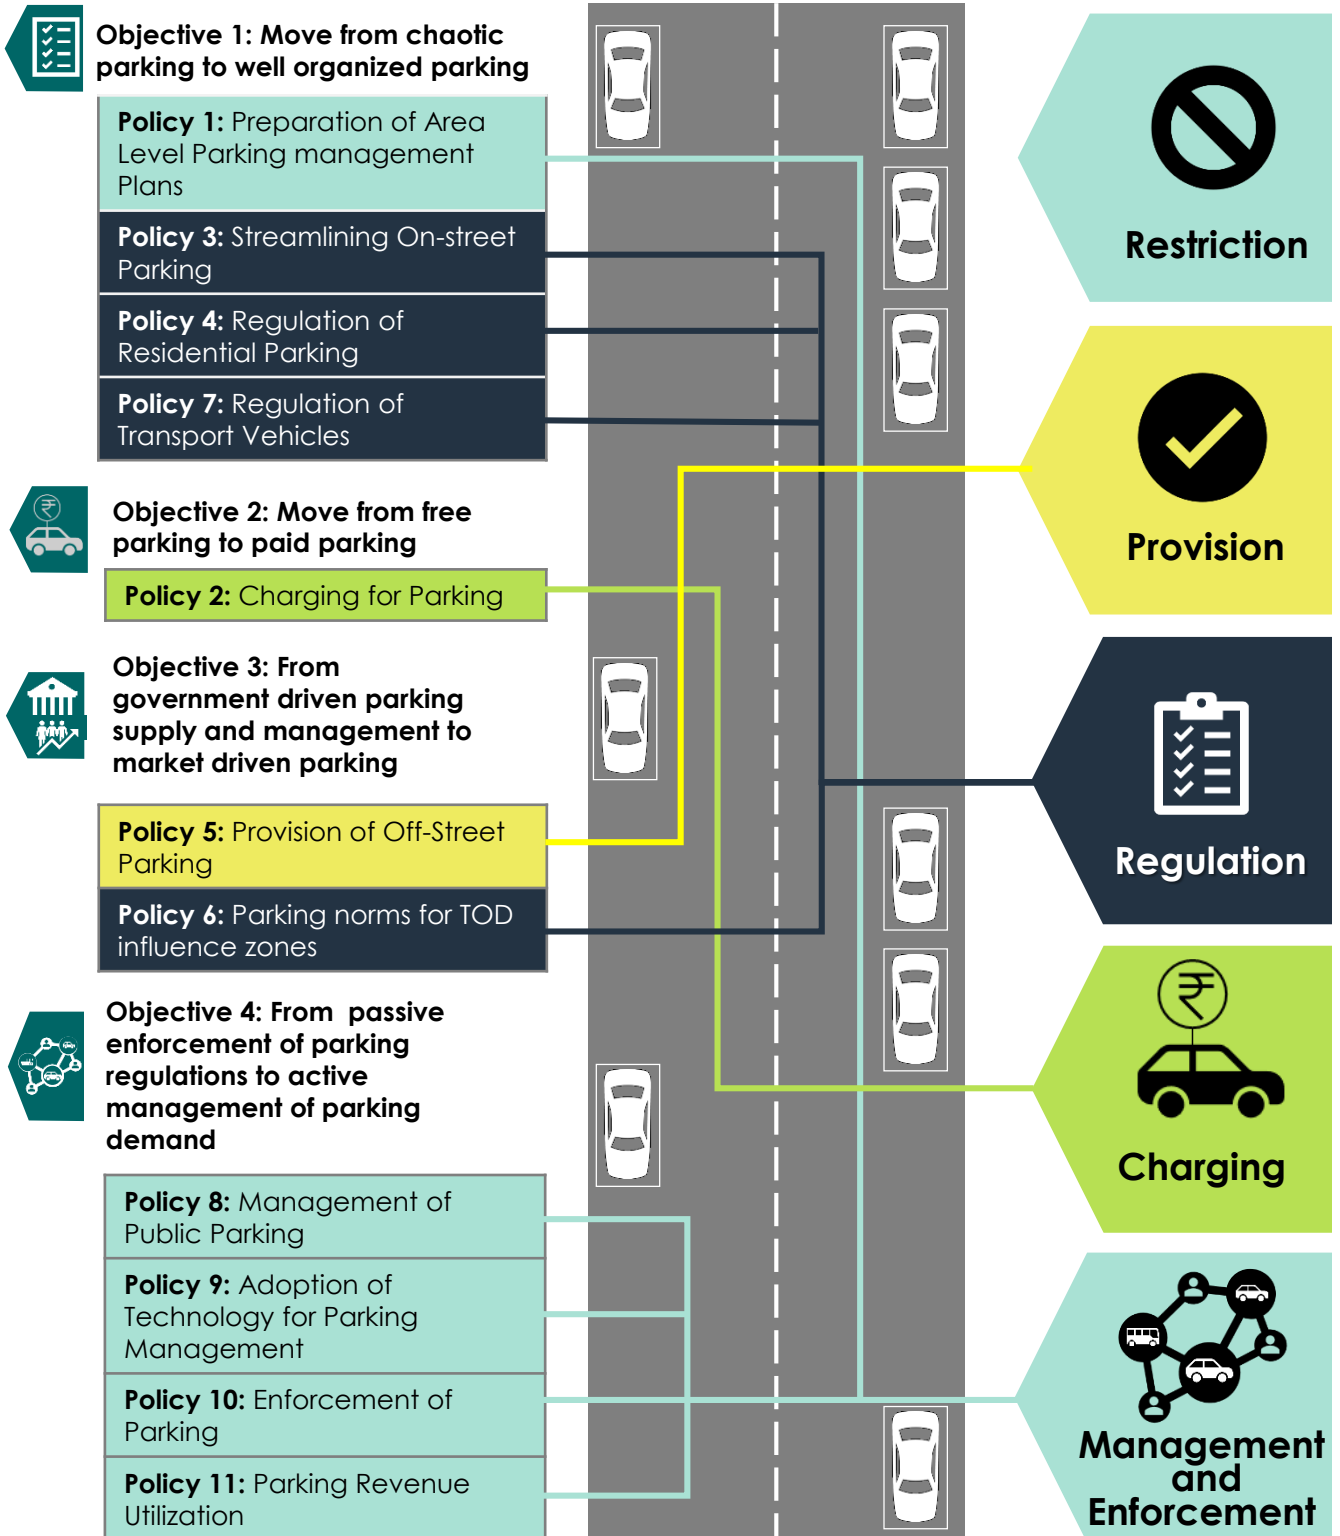 Objective 1: Move from chaotic
parking to well organized parking
Policy 1: Preparation of Area
Level Parking management
Plans
Policy 3: Streamlining On-street
Parking
Policy 4: Regulation of
Residential Parking
Policy 7: Regulation of
Transport Vehicles
₹
Objective 2: Move from free
parking to paid parking
Policy 2: Charging for Parking
Objective 3: From
government driven parking
supply and management to
market driven parking
Policy 5: Provision of Off-Street
Parking
Policy 6: Parking norms for TOD
influence zones
Objective 4: From  passive
enforcement of parking
regulations to active
management of parking
demand
Policy 8: Management of
Public Parking
Policy 9: Adoption of
Technology for Parking
Management
Policy 10: Enforcement of
Parking
Policy 11: Parking Revenue
Utilization
Restriction
Provision
Regulation
₹
Charging
Management
and
Enforcement